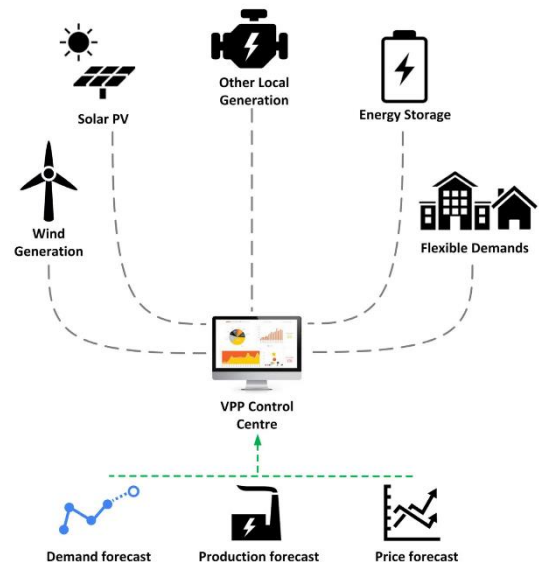 Other Local
Generation
Solar PV
Energy Storage
Wind
Generation
Flexible Demands
VPP Control
Centre
Demand forecast
Production forecast
Price forecast